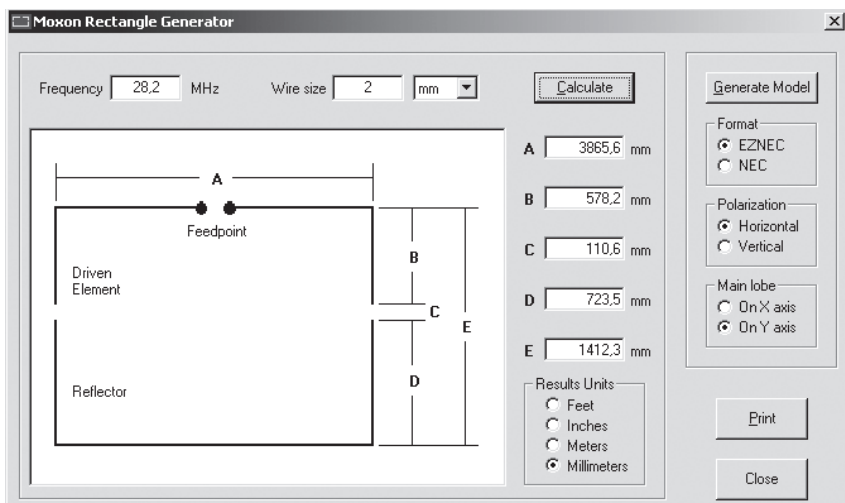 Moxon Rectangle Generator
Frequency 28,2 MHz Wire size 2 mm Calculate
A
Feedpoint
Driven
Element
Reflector
B
C
D
E
A 3865,6 mm
B 578,2 mm
C 110,6 mm
D 723,5 mm
E 1412,3 mm
Results Units
Feet
Inches
Meters
Millimeters
Generate Model
Format
EZNEC
NEC
Polarization
Horizontal
Vertical
Main lobe
On X axis
On Y axis
Print
Close